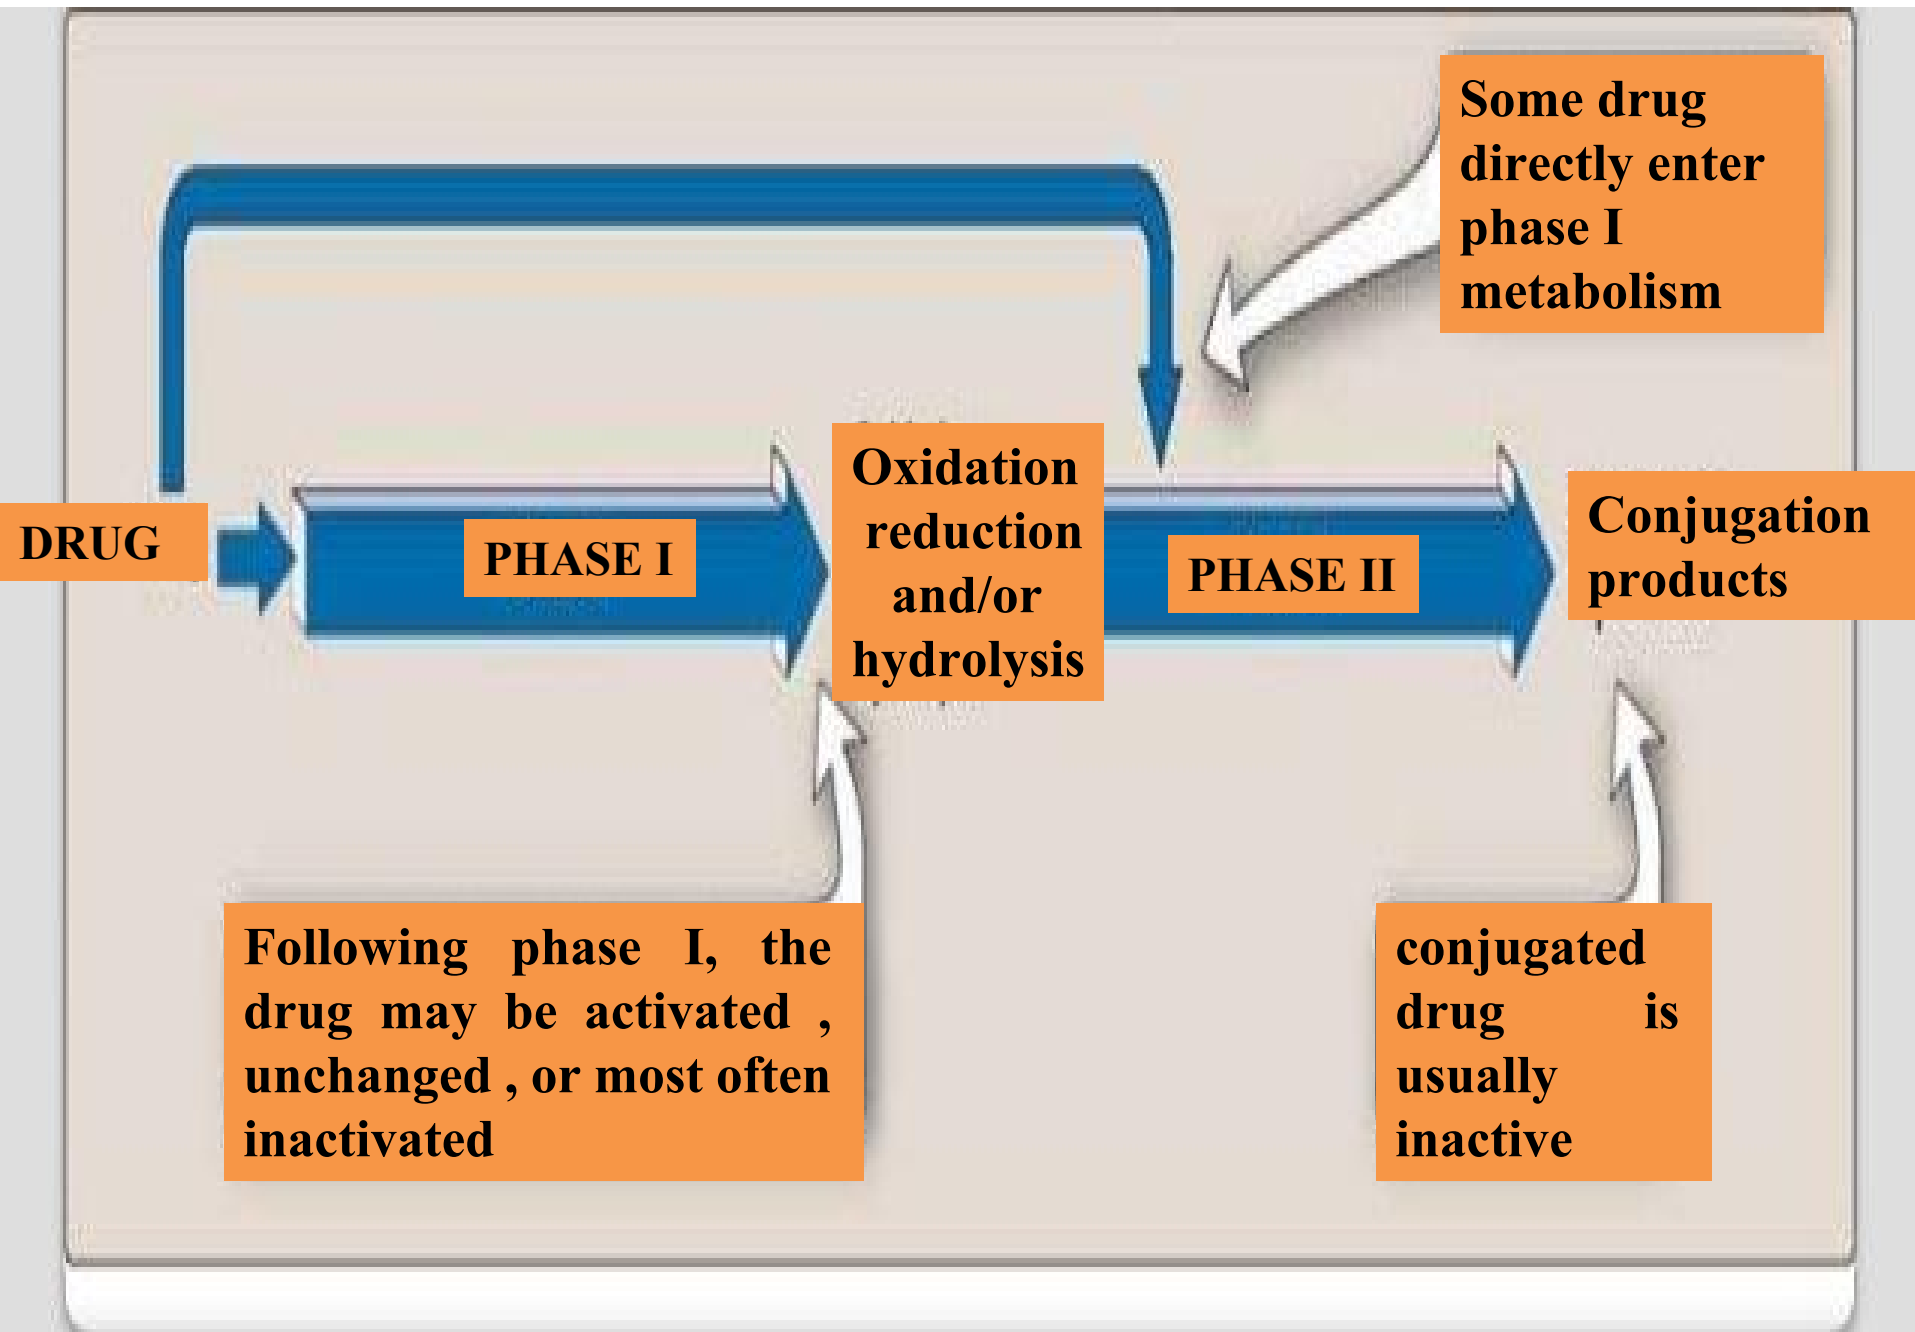 Some drug
directly enter
phase I
metabolism
DRUG
PHASE I
Oxidation
reduction
and/or
hydrolysis
PHASE II
Conjugation
products
Following phase I, the
drug may be activated ,
unchanged , or most often
inactivated
conjugated
drug is
usually
inactive